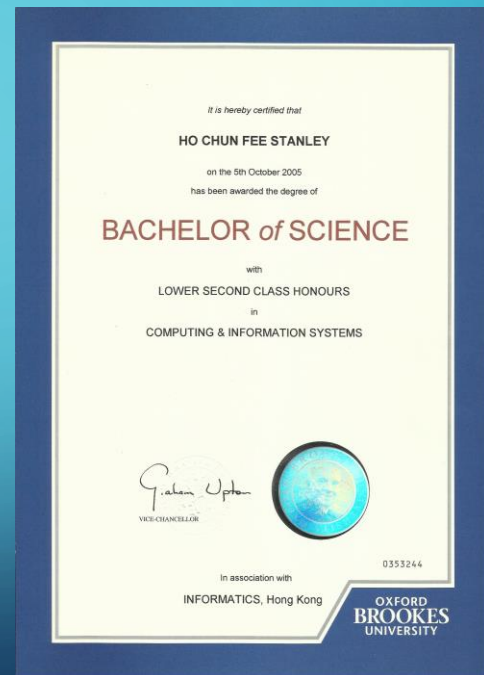 It is hereby certified that
HO CHUN FEE STANLEY
on the 5th October 2005
has been awarded the degree of
BACHELOR of SCIENCE
with
LOWER SECOND CLASS HONOURS
in
COMPUTING & INFORMATION SYSTEMS
Graham Upton
VICE-CHANCELLOR
0353244
In association with
INFORMATICS, Hong Kong
OXFORD
BROOKES
UNIVERSITY